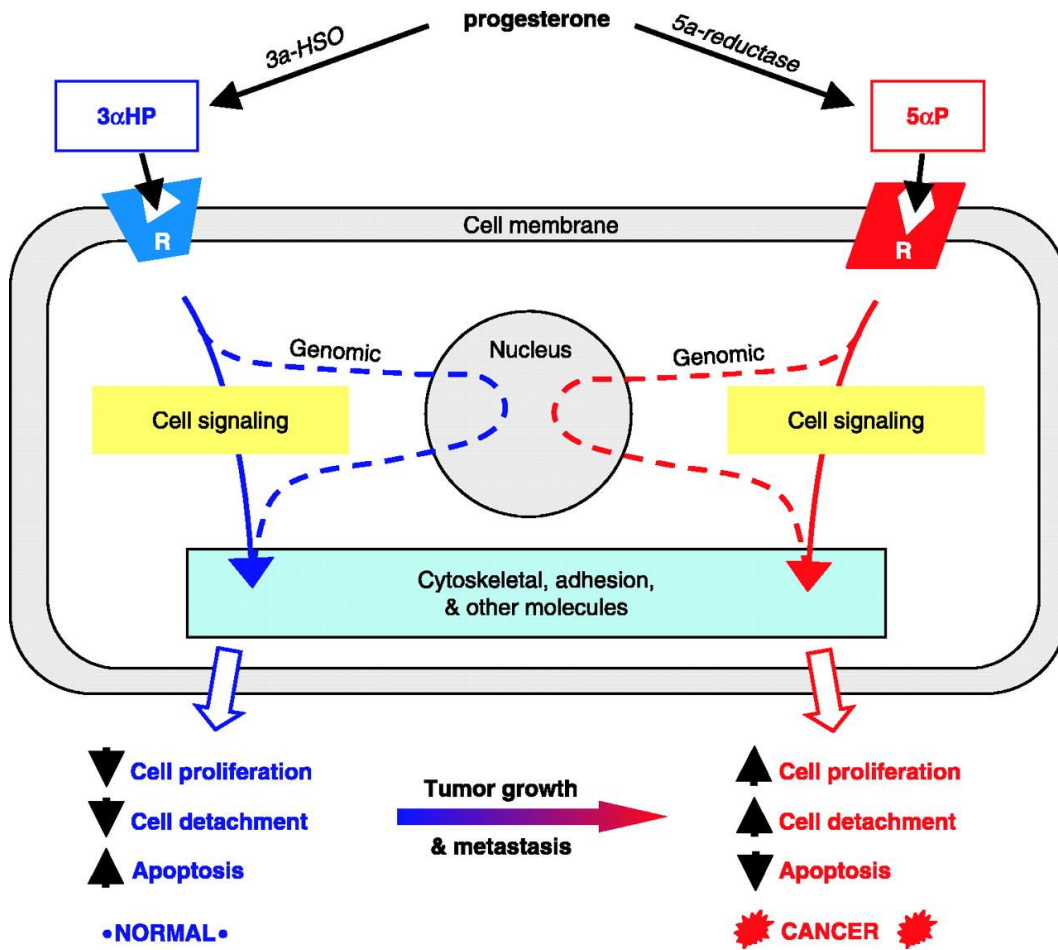 progesterone
3a-HSO
5a-reductase
3αHP
5αP
R
R
Cell membrane
Genomic
Nucleus
Genomic
Cell signaling
Cell signaling
Cytoskeletal, adhesion,
& other molecules
Cell proliferation
Cell detachment
Apoptosis
•NORMAL•
Tumor growth
& metastasis
Cell proliferation
Cell detachment
Apoptosis
CANCER